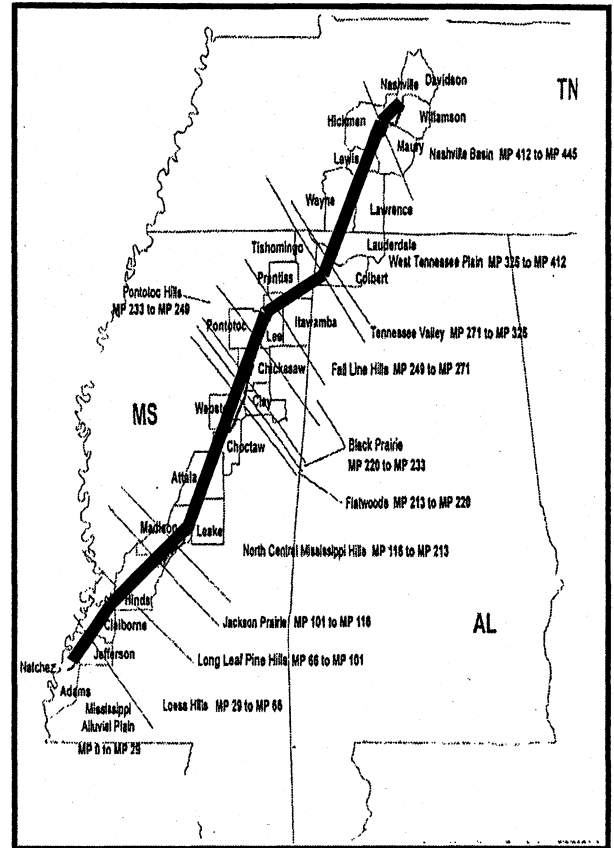 Davidson
Nashville
TN
Williamson
Hickman
Maury
Nashville Basin MP 412 to MP 445
Lewis
Wayne
Lawrence
Lauderdale
Tishomingo
West Tennessee Plain MP 325 to MP 412
Colbert
Prentiss
Pontoloc Hills
MP 233 to MP 249
Itawamba
Pontotoc
Lee
Tennessee Valley MP 271 to MP 325
Chickasaw
Fall Line Hills MP 249 to MP 271
MS
Webst
Clay
Choctaw
Black Prairie
MP 220 to MP 233
Attala
Flatwoods MP 213 to MP 220
Madison
Leake
North Central Mississippi Hills MP 116 to MP 213
Hinds
AL
Claiborne
Jackson Prairie MP 101 to MP 116
Jefferson
Natchez
Long Leaf Pine Hills MP 66 to MP 101
Adams
Loess Hills MP 29 to MP 66
Mississippi
Alluvial Plain
MP 0 to MP 29